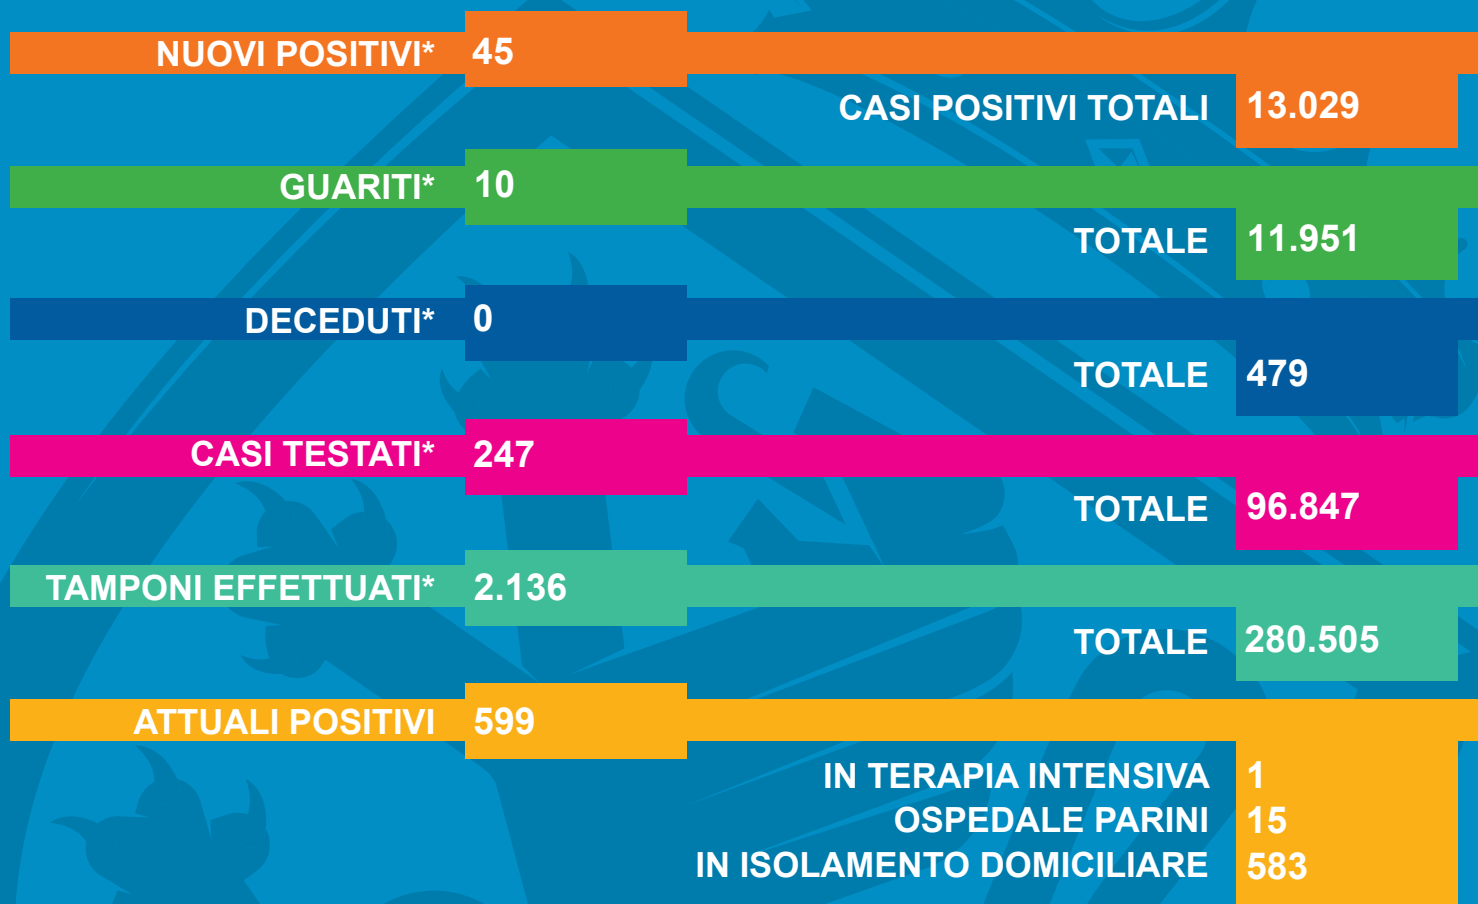 NUOVI POSITIVI* 45
CASI POSITIVI TOTALI 13.029
GUARITI* 10
TOTALE 11.951
DECEDUTI* 0
TOTALE 479
CASI TESTATI* 247
TOTALE 96.847
TAMPONI EFFETTUATI* 2.136
TOTALE 280.505
ATTUALI POSITIVI 599
IN TERAPIA INTENSIVA 1
OSPEDALE PARINI 15
IN ISOLAMENTO DOMICILIARE 583